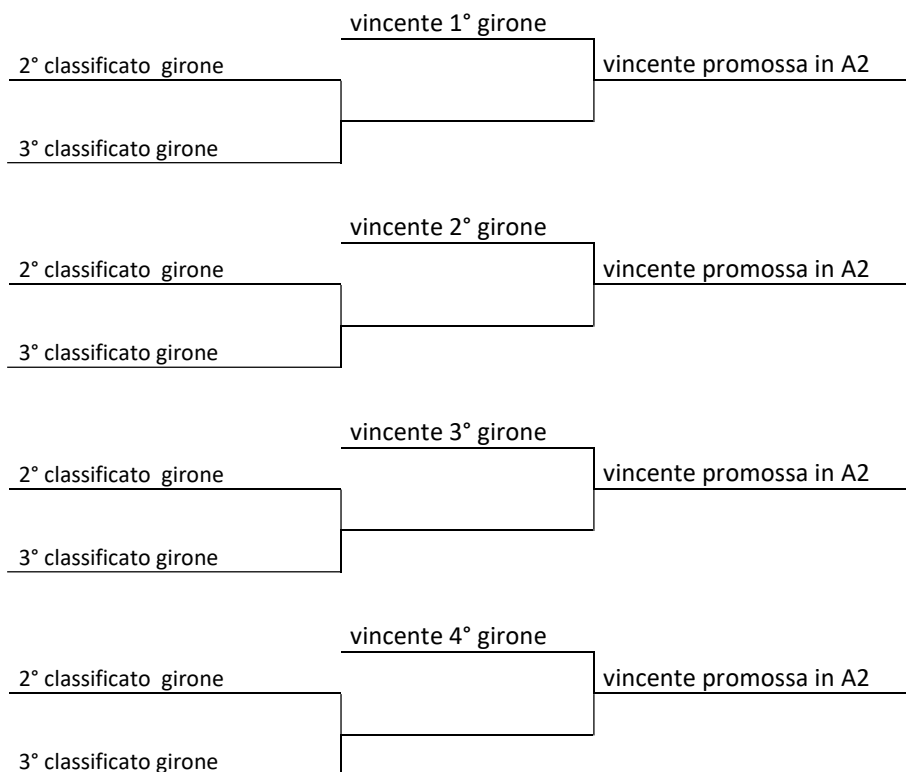 vincente 1° girone
2° classificato  girone
vincente promossa in A2
3° classificato girone
vincente 2° girone
2° classificato  girone
vincente promossa in A2
3° classificato girone
vincente 3° girone
2° classificato  girone
vincente promossa in A2
3° classificato girone
vincente 4° girone
2° classificato  girone
vincente promossa in A2
3° classificato girone